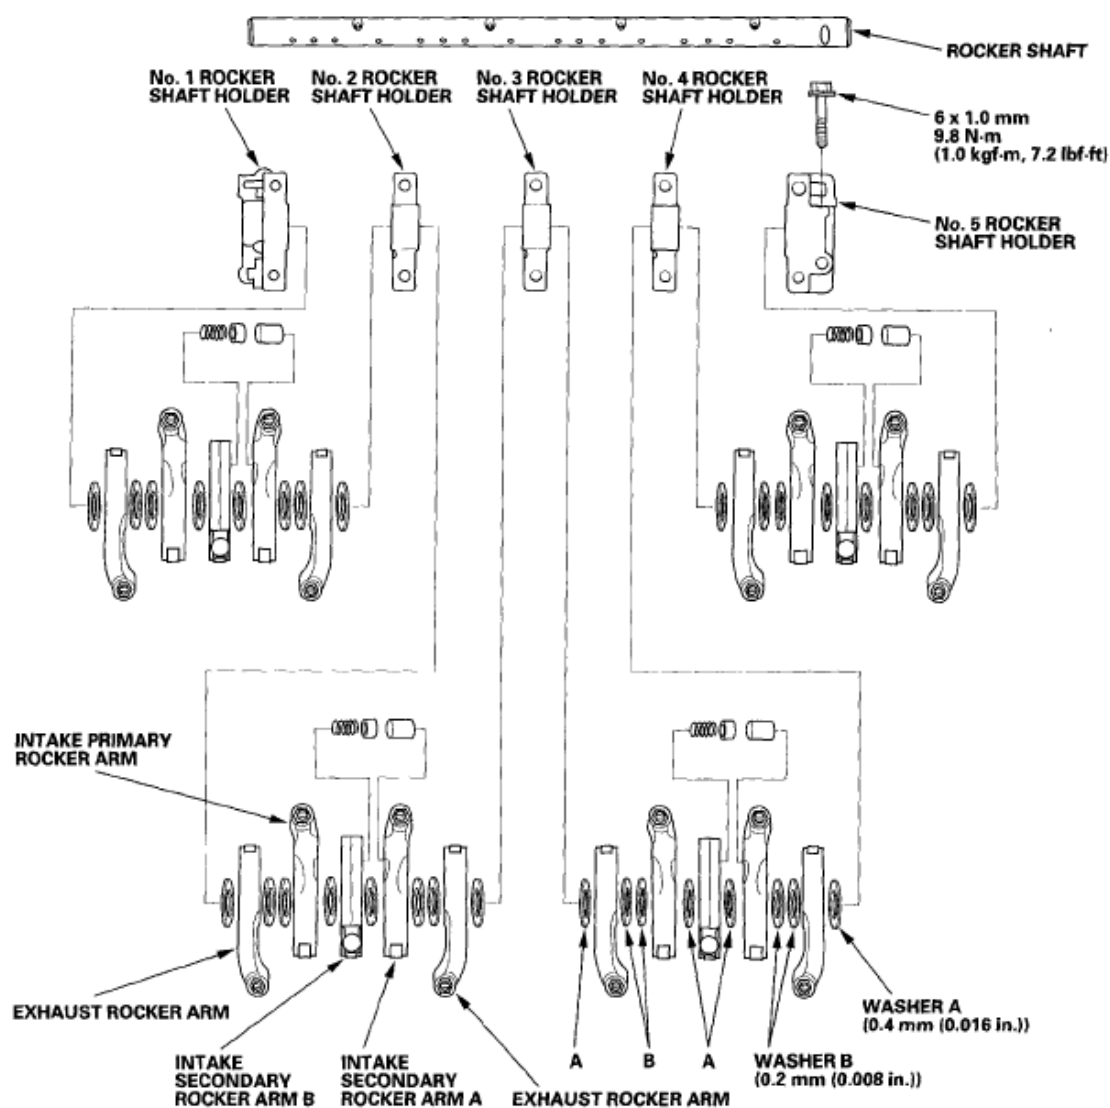 ROCKER SHAFT
No. 1 ROCKER
SHAFT HOLDER
No. 2 ROCKER
SHAFT HOLDER
No. 3 ROCKER
SHAFT HOLDER
No. 4 ROCKER
SHAFT HOLDER
6 x 1.0 mm
9.8 N·m
(1.0 kgf·m, 7.2 lbf·ft)
No. 5 ROCKER
SHAFT HOLDER
INTAKE PRIMARY
ROCKER ARM
EXHAUST ROCKER ARM
INTAKE
SECONDARY
ROCKER ARM B
INTAKE
SECONDARY
ROCKER ARM A
EXHAUST ROCKER ARM
A
B
A
WASHER B
(0.2 mm (0.008 in.))
WASHER A
(0.4 mm (0.016 in.))